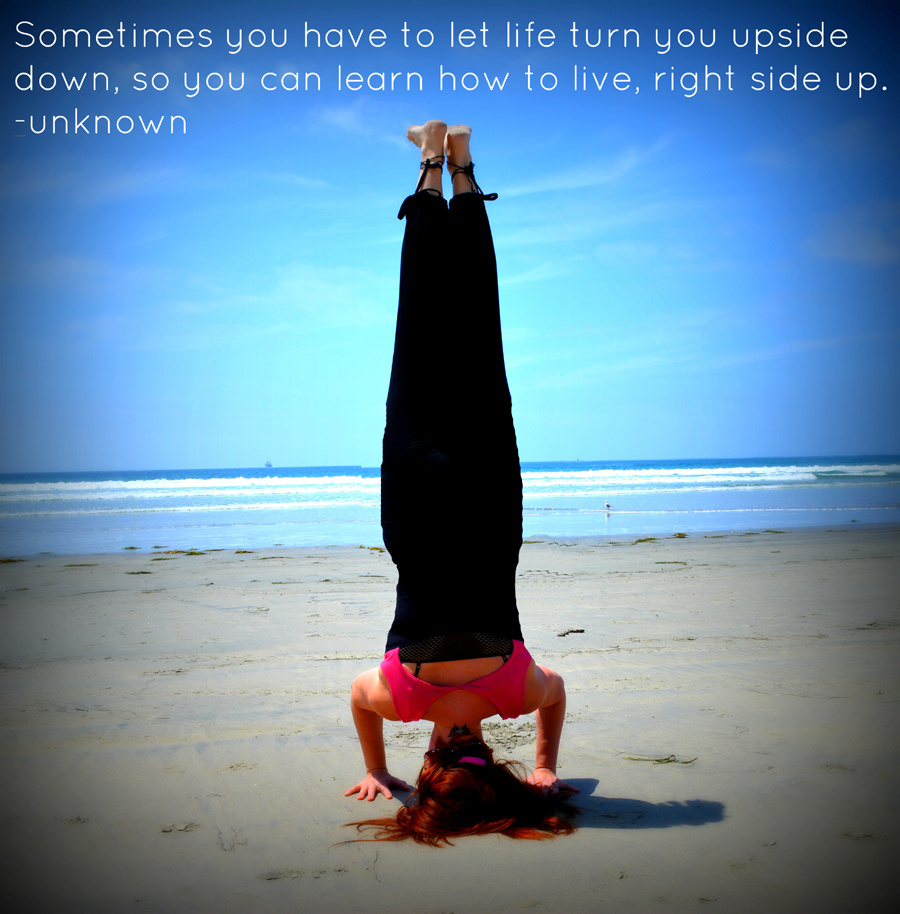 Sometimes you have to let life turn you upside
down, so you can learn how to live, right side up.
-unknown